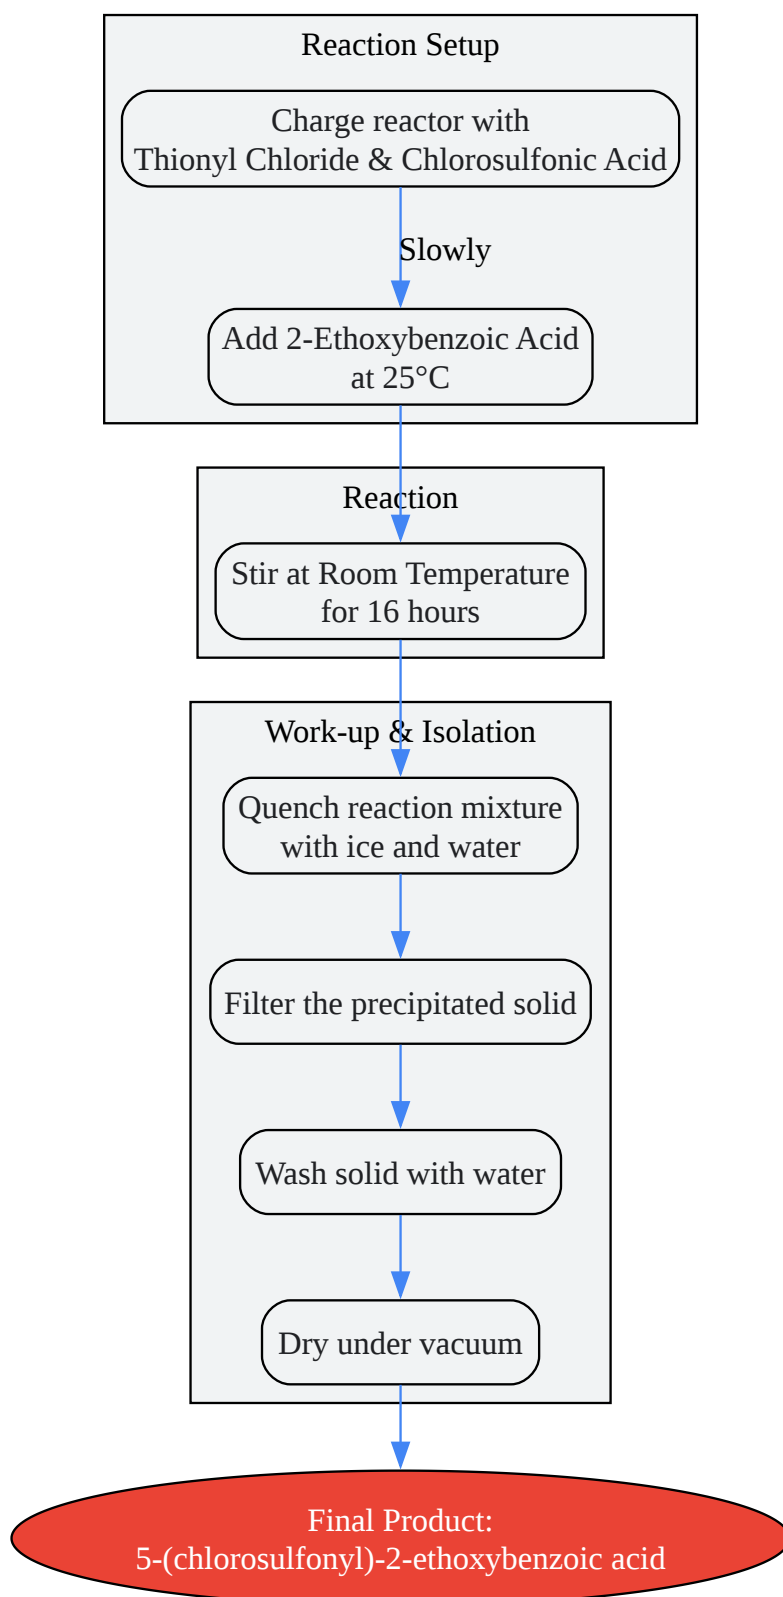 Reaction Setup
Charge reactor with
Thionyl Chloride & Chlorosulfonic Acid
Slowly
Add 2-Ethoxybenzoic Acid
at 25°C
Reaction
Stir at Room Temperature
for 16 hours
Work-up & Isolation
Quench reaction mixture
with ice and water
Filter the precipitated solid
Wash solid with water
Dry under vacuum
Final Product:
5-(chlorosulfonyl)-2-ethoxybenzoic acid